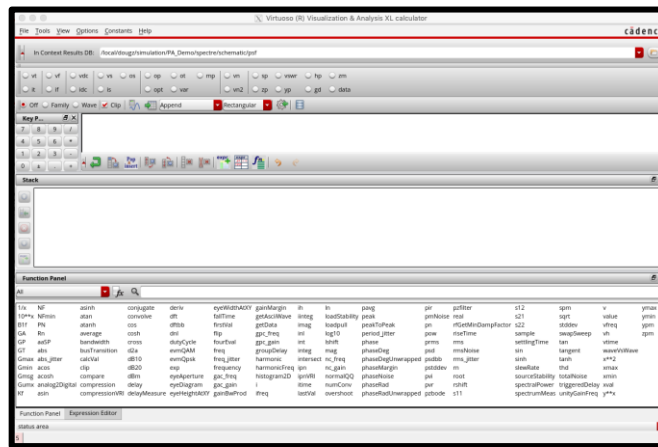 Virtuoso (R) Visualization & Analysis XL calculator
File Tools View Options Constants Help
cādenc
In Context Results DB: /local/dougs/simulation/PA_Demo/spectre/schematic/psf
vt vf vdc vs os op ot mp vn sp vswr hp zm
it if idc is opt var vn2 zp yp gd data
Off Family Wave Clip Append Rectangular
Key P...
7 8 9 /
4 5 6 *
1 2 3 -
0 . +
Stack
Function Panel
All
1/x NF asinh conjugate deriv eyeWidthAtXY gainMargin lh ln pavg pir pzfilter s12 spm v ymax
10**x NFmin atan convolve dft fallTime getAsciiWave iinteg loadStability peak pmNoise real s21 sqrt value ymin
B1f PN atanh cos dftbb firstVal getData imag loadpull peakToPeak pn rfGetMinDampFactor s22 stddev vfreq ypm
GA Rn average cosh dnl flip gpc_freq inl log10 period_jitter pow riseTime sample swapSweep vh zpm
GP aaSP bandwidth cross dutyCycle fourEval gpc_gain int lshift phase prms rms settlingTime tan vtime
GT abs busTransition d2a evmQAM freq groupDelay integ mag phaseDeg psd rmsNoise sin tangent waveVsWave
Gmax abs_jitter calcVal dB10 evmQpsk freq_jitter harmonic intersect nc_freq phaseDegUnwrapped psdbb rms_jitter sinh tanh x**2
Gmin acos clip dB20 exp frequency harmonicFreq ipn nc_gain phaseMargin pstddev rn slewRate thd xmax
Gmsg acosh compare dBm eyeAperture gac_freq histogram2D ipnVRI normalQQ phaseNoise pvi root sourceStability totalNoise xmin
Gumx analog2Digital compression delay eyeDiagram gac_gain i itime numConv phaseRad pvr rshift spectralPower triggeredDelay xval
Kf asin compressionVRI delayMeasure eyeHeightAtXY gainBwProd ifreq lastVal overshoot phaseRadUnwrapped pzbode s11 spectrumMeas unityGainFreq y**x
Function Panel Expression Editor
status area
5